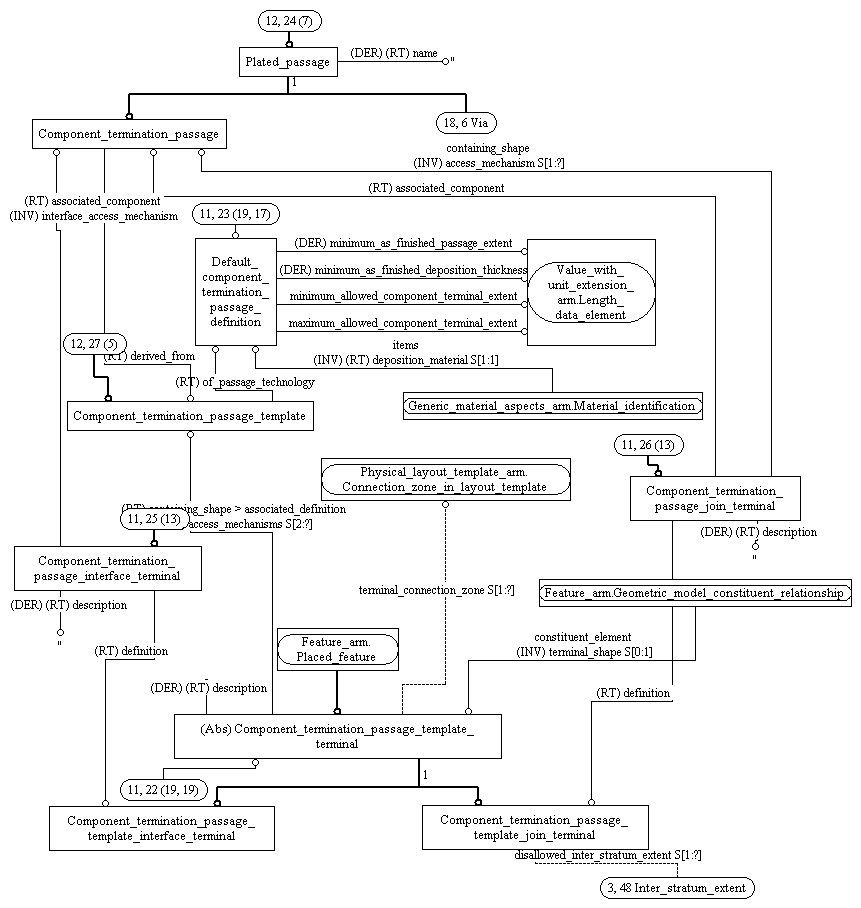 12, 24 (7)
(DER) (RT) name
Plated_passage
"
1
18, 6 Via
Component_termination_passage
containing_shape
(INV) access_mechanism S[1:?]
(RT) associated_component
(RT) associated_component
(INV) interface_access_mechanism
11, 23 (19, 17)
Default_
component_
termination_
passage_
definition
(DER) minimum_as_finished_passage_extent
(DER) minimum_as_finished_deposition_thickness
minimum_allowed_component_terminal_extent
maximum_allowed_component_terminal_extent
Value_with_
unit_extension_
arm.Length_
data_element
12, 27 (5)
(RT) derived_from
items
(INV) (RT) deposition_material S[1:1]
(RT) of_passage_technology
Generic_material_aspects_arm.Material_identification
Component_termination_passage_template
11, 26 (13)
Physical_layout_template_arm.
Connection_zone_in_layout_template
Component_termination_
passage_join_terminal
(RT) containing_shape > associated_definition
11, 25 (13)
access_mechanisms S[2:?]
(DER) (RT) description
"
Component_termination_
passage_interface_terminal
terminal_connection_zone S[1:?]
Feature_arm.Geometric_model_constituent_relationship
(DER) (RT) description
"
Feature_arm.
Placed_feature
constituent_element
(INV) terminal_shape S[0:1]
(RT) definition
(DER) (RT) description
(RT) definition
(Abs) Component_termination_passage_template_
terminal
1
11, 22 (19, 19)
Component_termination_passage_
template_interface_terminal
Component_termination_passage_
template_join_terminal
disallowed_inter_stratum_extent S[1:?]
3, 48 Inter_stratum_extent